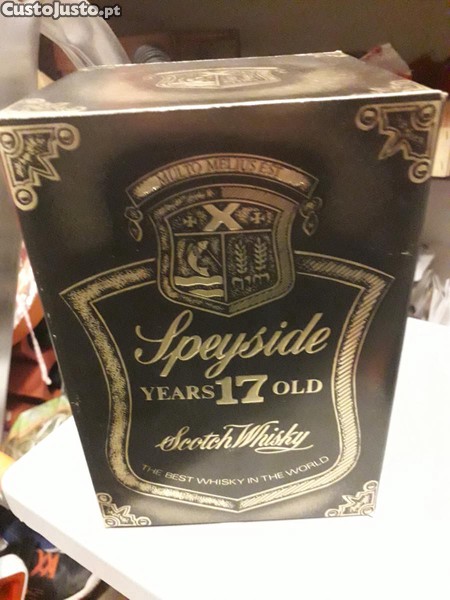 CustoJusto.pt
MULTO MELIUS EST
X
Speyside
YEARS 17 OLD
Scotch Whisky
THE BEST WHISKY IN THE WORLD